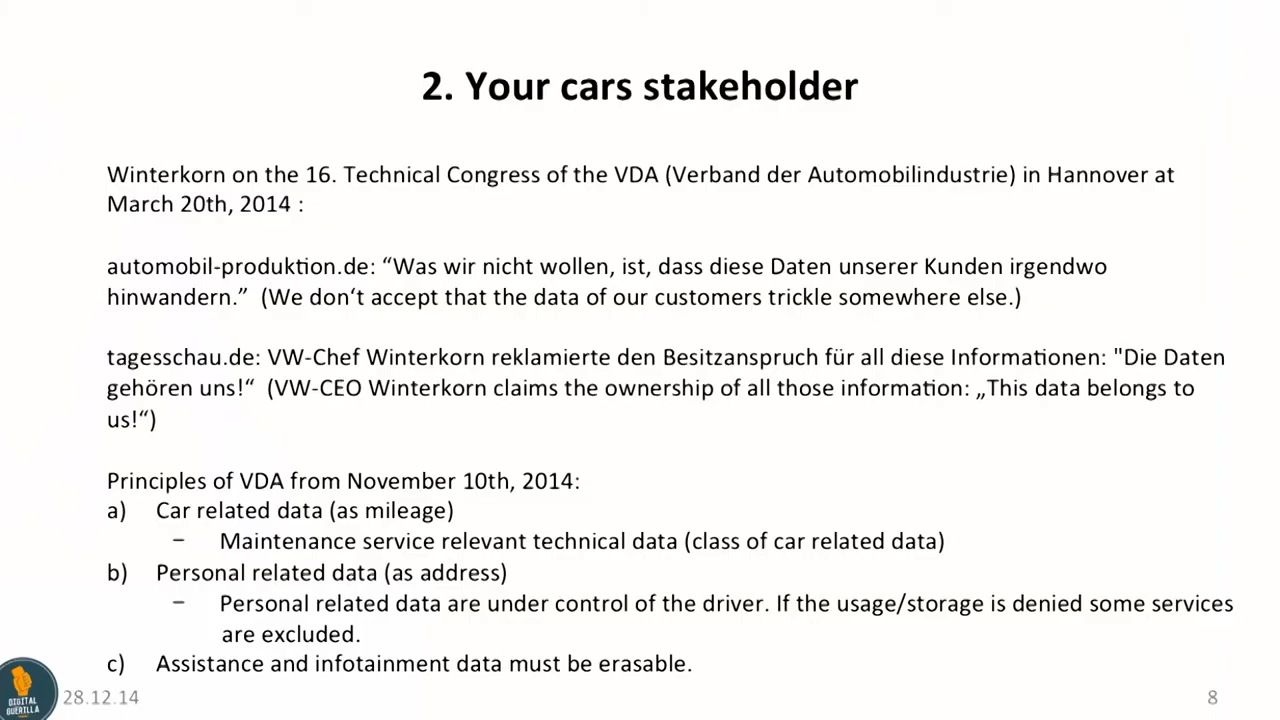 2. Your cars stakeholder
Winterkorn on the 16. Technical Congress of the VDA (Verband der Automobilindustrie) in Hannover at
March 20th, 2014 :
automobil-produktion.de: “Was wir nicht wollen, ist, dass diese Daten unserer Kunden irgendwo
hinwandern.” (We don‘t accept that the data of our customers trickle somewhere else.)
tagesschau.de: VW-Chef Winterkorn reklamierte den Besitzanspruch für all diese Informationen: "Die Daten
gehören uns!“ (VW-CEO Winterkorn claims the ownership of all those information: „This data belongs to
us!“)
Principles of VDA from November 10th, 2014:
a) Car related data (as mileage)
– Maintenance service relevant technical data (class of car related data)
b) Personal related data (as address)
– Personal related data are under control of the driver. If the usage/storage is denied some services
are excluded.
c) Assistance and infotainment data must be erasable.
DIGITAL
GUERILLA
28.12.14
8